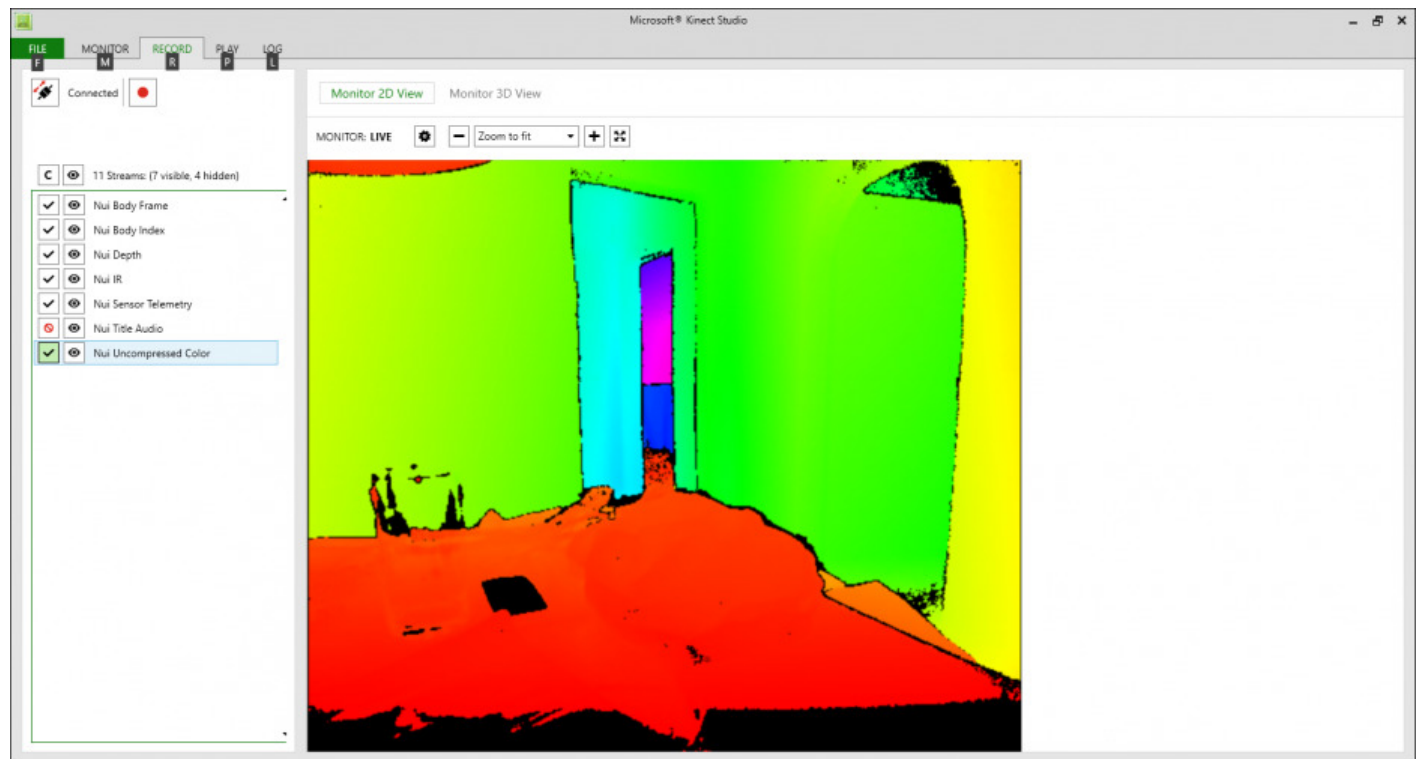 Microsoft® Kinect Studio
FILE MONITOR RECORD PLAY LOG
F M R P L
Connected
Monitor 2D View Monitor 3D View
MONITOR: LIVE Zoom to fit
C 11 Streams: (7 visible, 4 hidden)
Nui Body Frame
Nui Body Index
Nui Depth
Nui IR
Nui Sensor Telemetry
Nui Title Audio
Nui Uncompressed Color